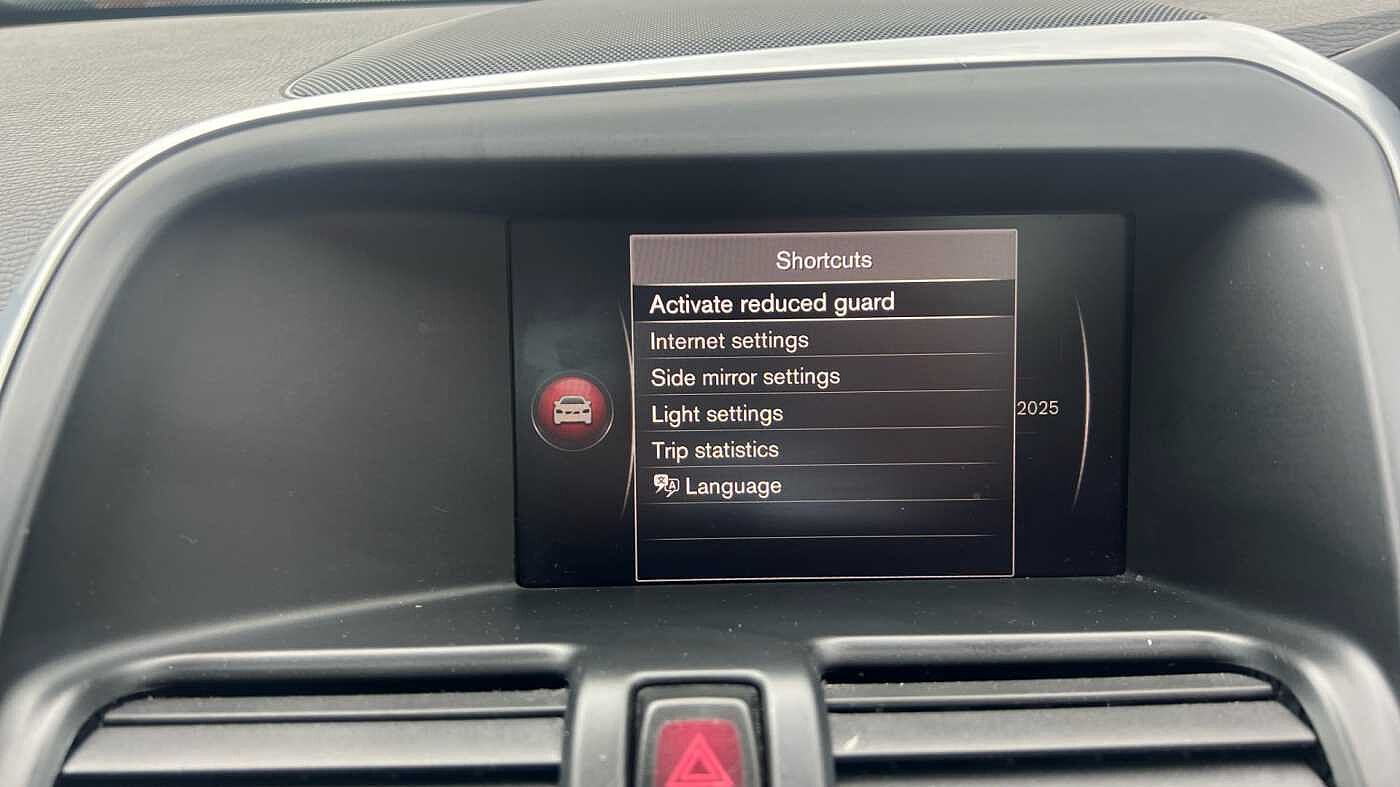 Shortcuts
Activate reduced guard
Internet settings
Side mirror settings
Light settings
2025
Trip statistics
Language